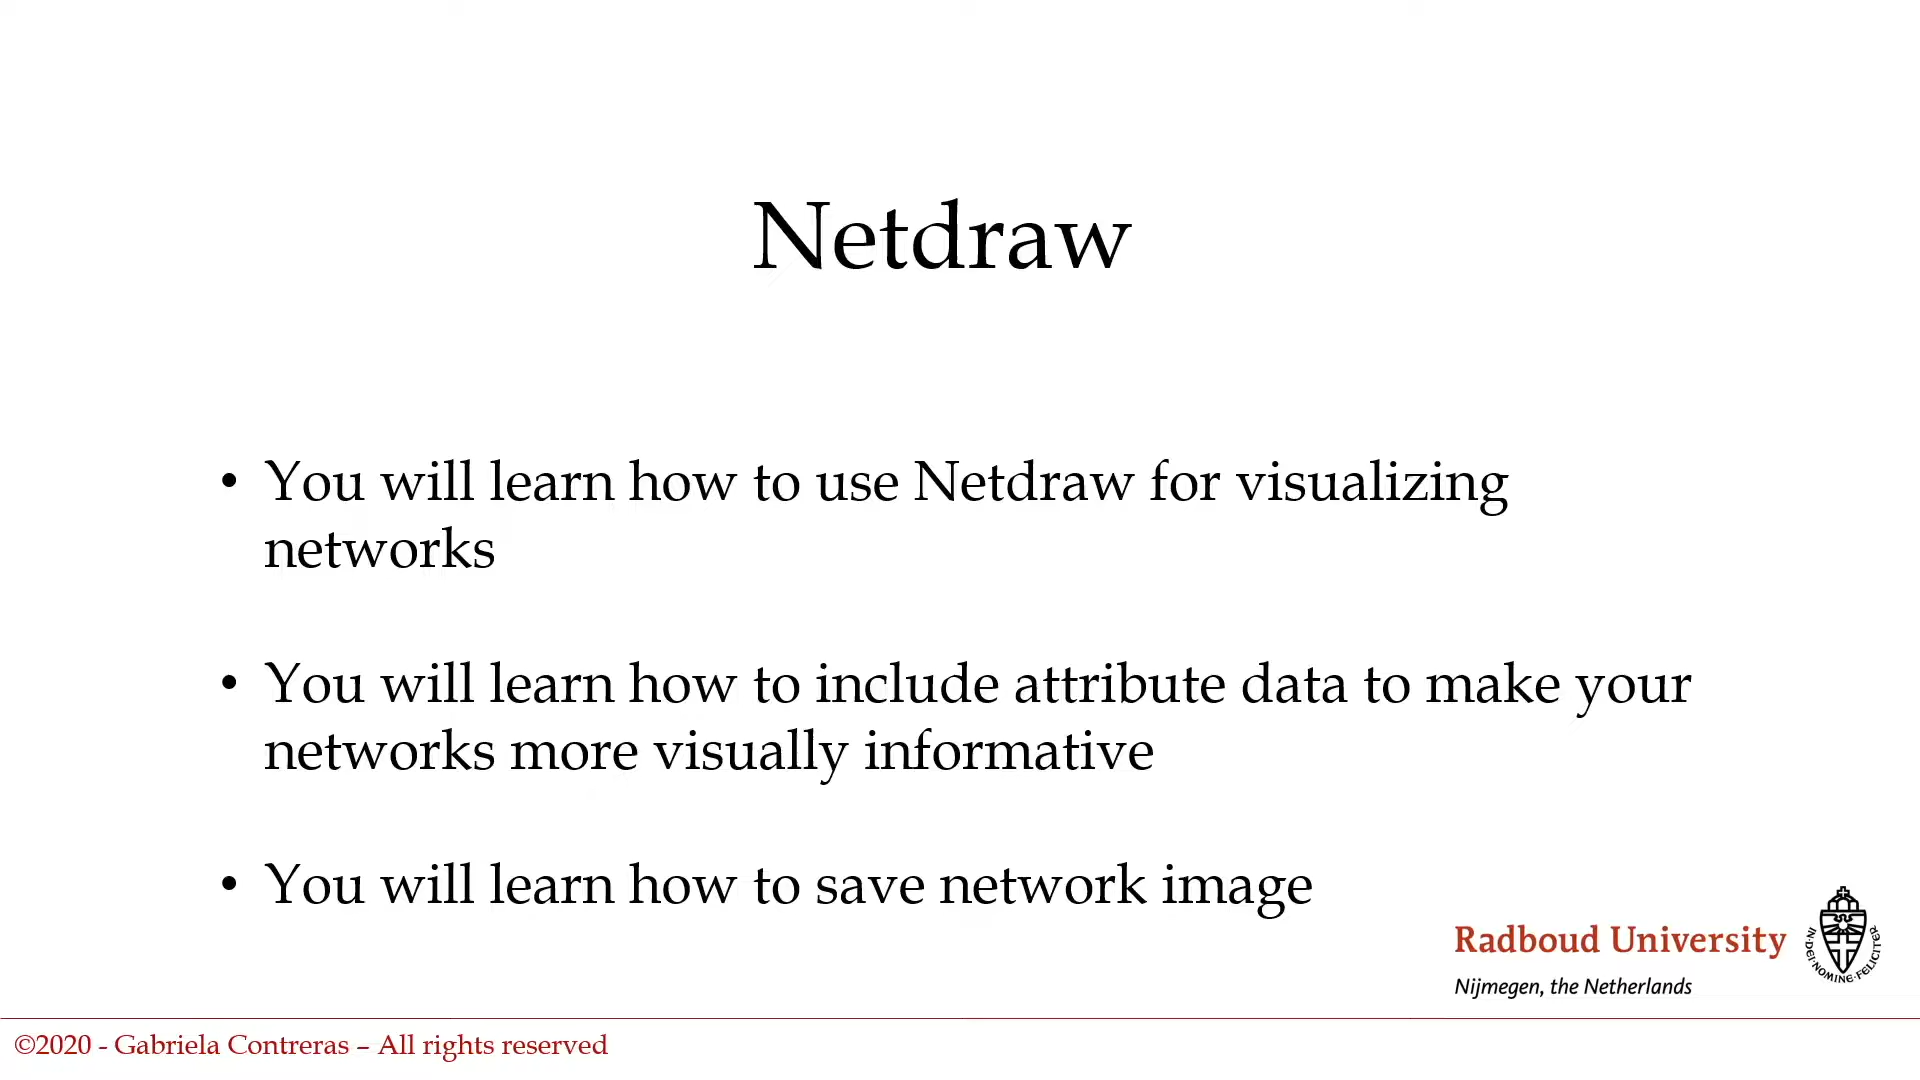 Netdraw
• You will learn how to use Netdraw for visualizing
networks
• You will learn how to include attribute data to make your
networks more visually informative
• You will learn how to save network image
Radboud University
Nijmegen, the Netherlands
IN·DEI·NOMINE·FELICITER
©2020 - Gabriela Contreras – All rights reserved